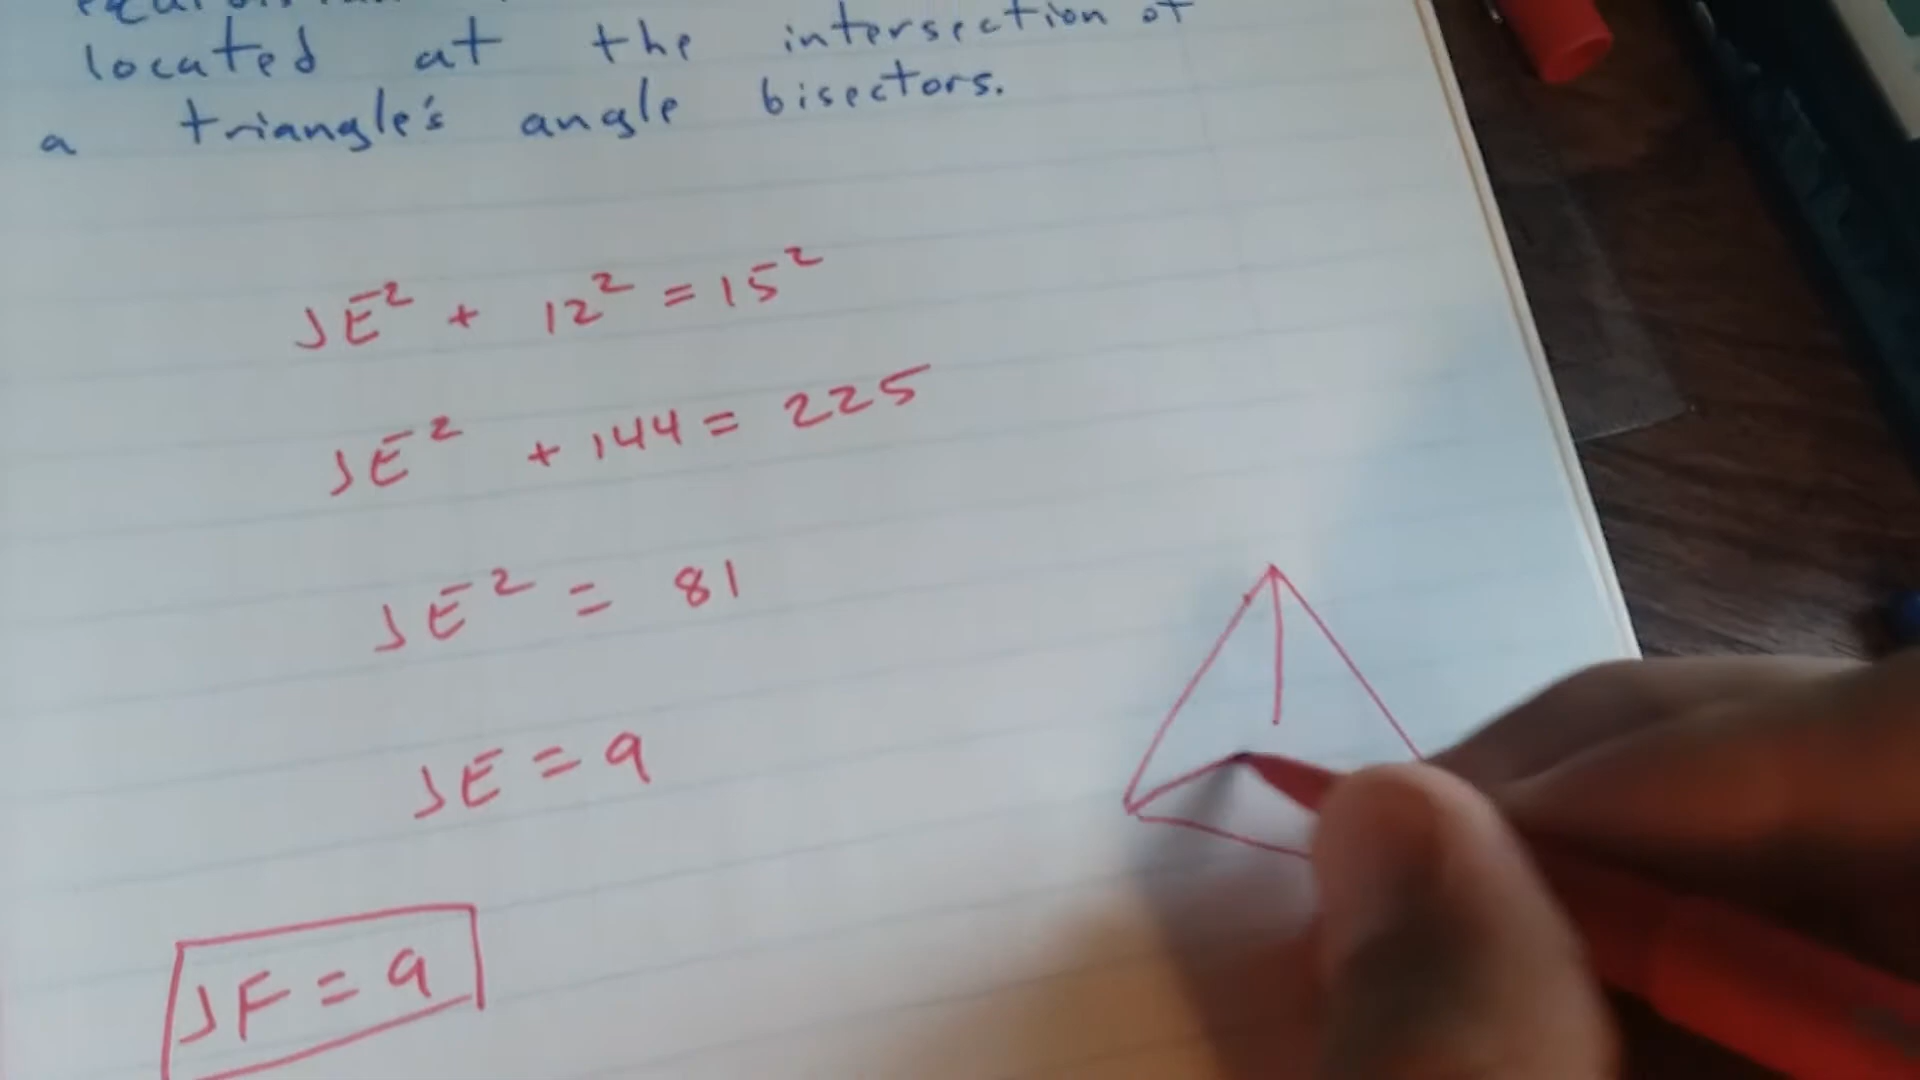 located at the intersection of
a triangle's angle bisectors.
JE² + 12² = 15²
JE² + 144 = 225
JE² = 81
JE = 9
JF = 9